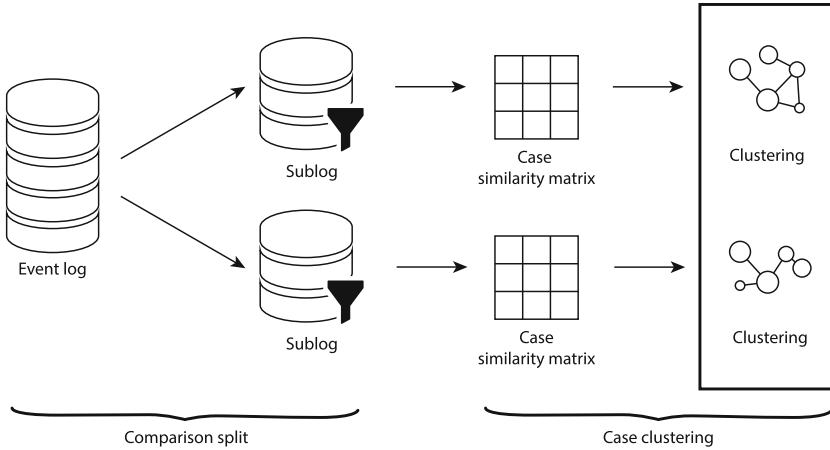 Event log
Sublog
Case
similarity matrix
Clustering
Sublog
Case
similarity matrix
Clustering
Comparison split
Case clustering